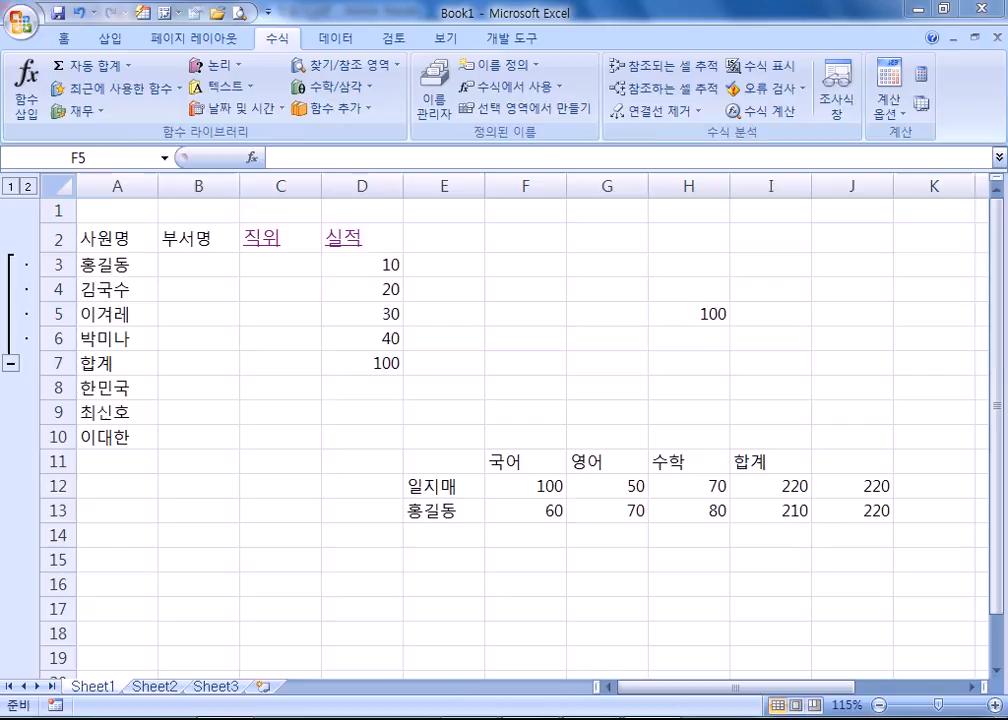 Book1 - Microsoft Excel
홈 삽입 페이지 레이아웃 수식 데이터 검토 보기 개발 도구
fx 함수 삽입
Σ 자동 합계 논리 찾기/참조 영역
최근에 사용한 함수 텍스트 수학/삼각
재무 날짜 및 시간 함수 추가
함수 라이브러리
이름 관리자
이름 정의
수식에서 사용
선택 영역에서 만들기
정의된 이름
참조되는 셀 추적 수식 표시
참조하는 셀 추적 오류 검사
연결선 제거 수식 계산
조사식 창
수식 분석
계산 옵션
계산
F5 fx
1 2 A B C D E F G H I J K
1
2 사원명 부서명 직위 실적
3 홍길동 10
4 김국수 20
5 이겨레 30 100
6 박미나 40
7 합계 100
8 한민국
9 최신호
10 이대한
11 국어 영어 수학 합계
12 일지매 100 50 70 220 220
13 홍길동 60 70 80 210 220
14
15
16
17
18
19
Sheet1 Sheet2 Sheet3
준비 115%